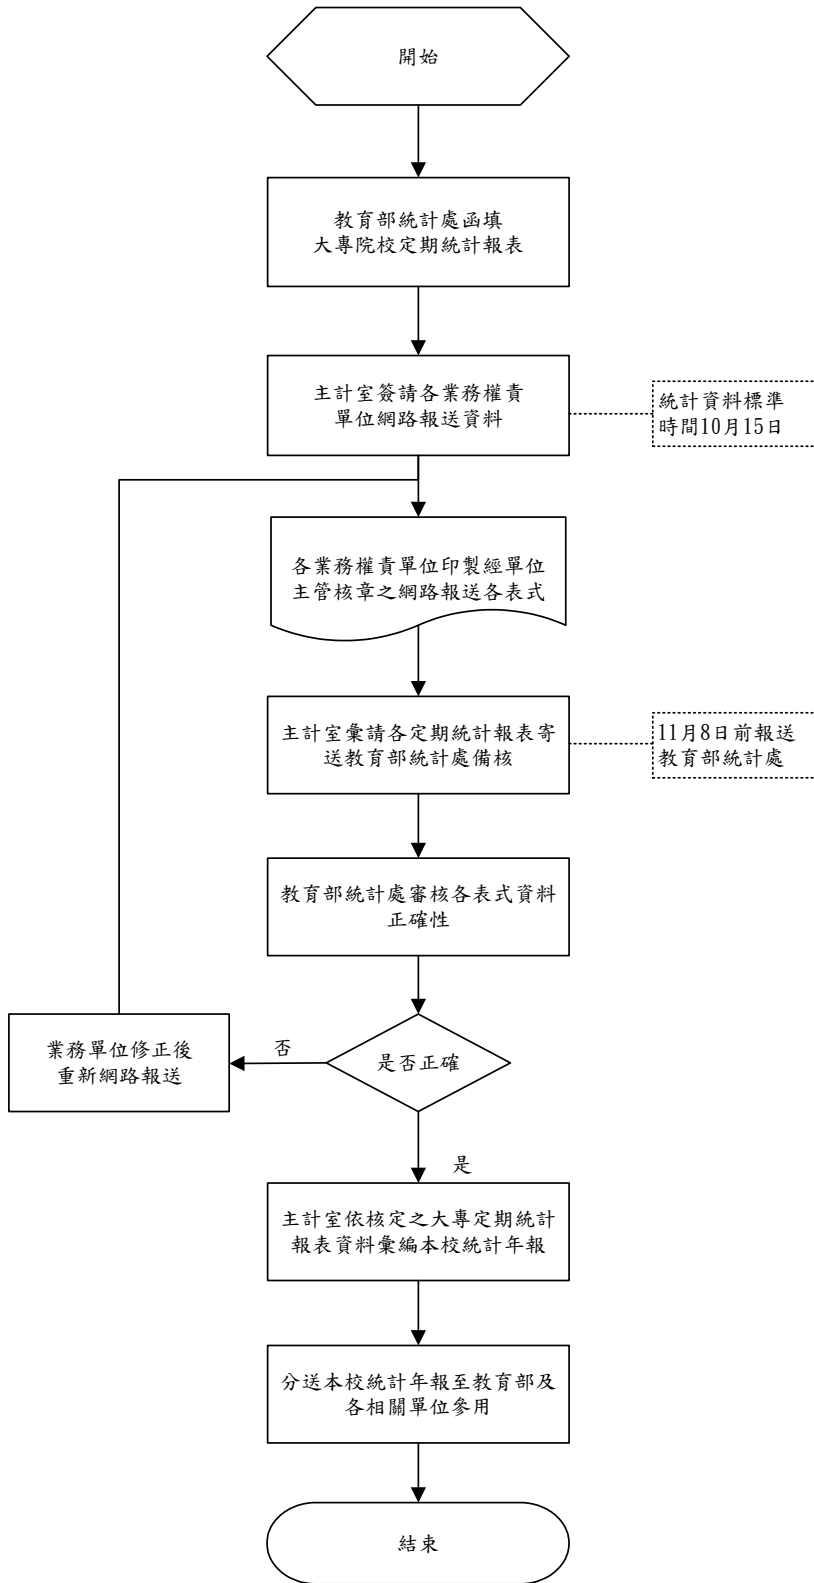 開始
教育部統計處函填
大專院校定期統計報表
主計室簽請各業務權責
單位網路報送資料
統計資料標準
時間10月15日
各業務權責單位印製經單位
主管核章之網路報送各表式
主計室彙請各定期統計報表寄
送教育部統計處備核
11月8日前報送
教育部統計處
教育部統計處審核各表式資料
正確性
業務單位修正後
重新網路報送
否
是否正確
是
主計室依核定之大專定期統計
報表資料彙編本校統計年報
分送本校統計年報至教育部及
各相關單位參用
結束